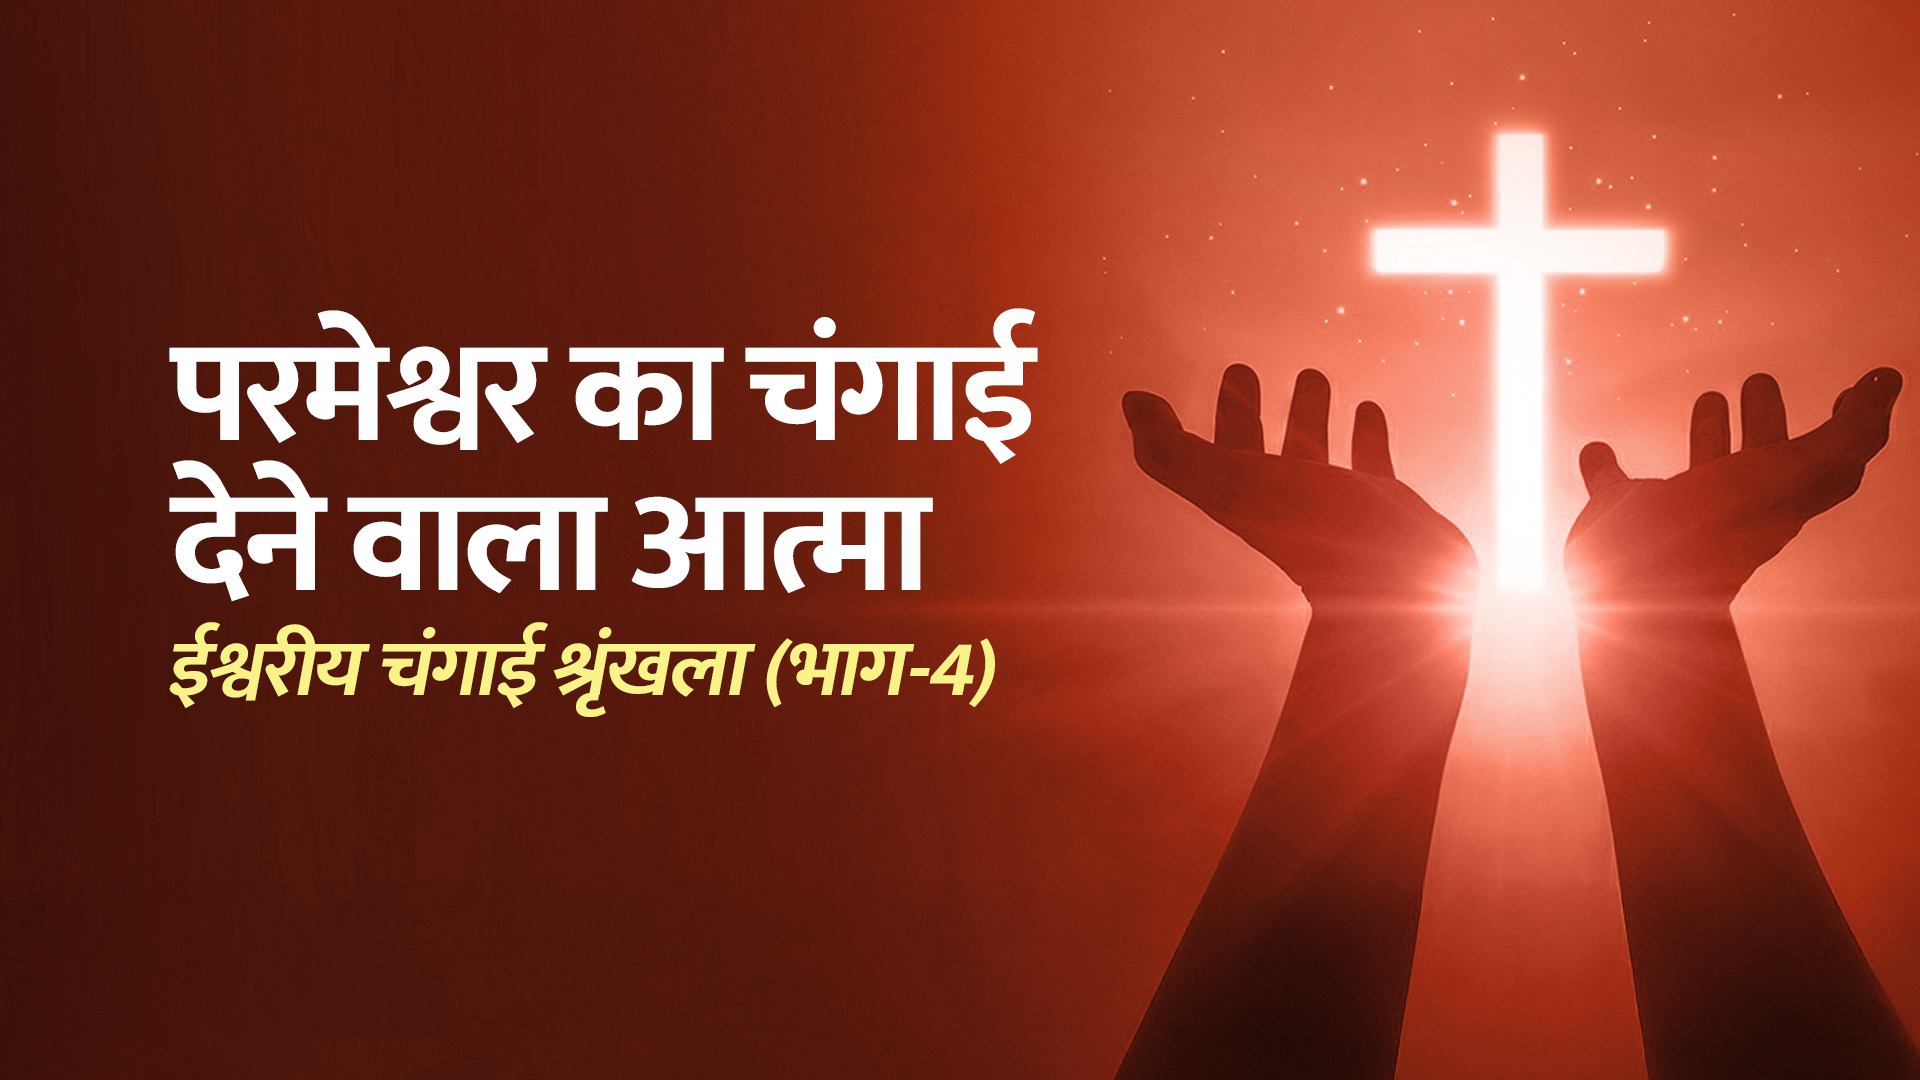 परमेश्वर का चंगाई
देने वाला आत्मा
ईश्वरीय चंगाई श्रृंखला (भाग-4)